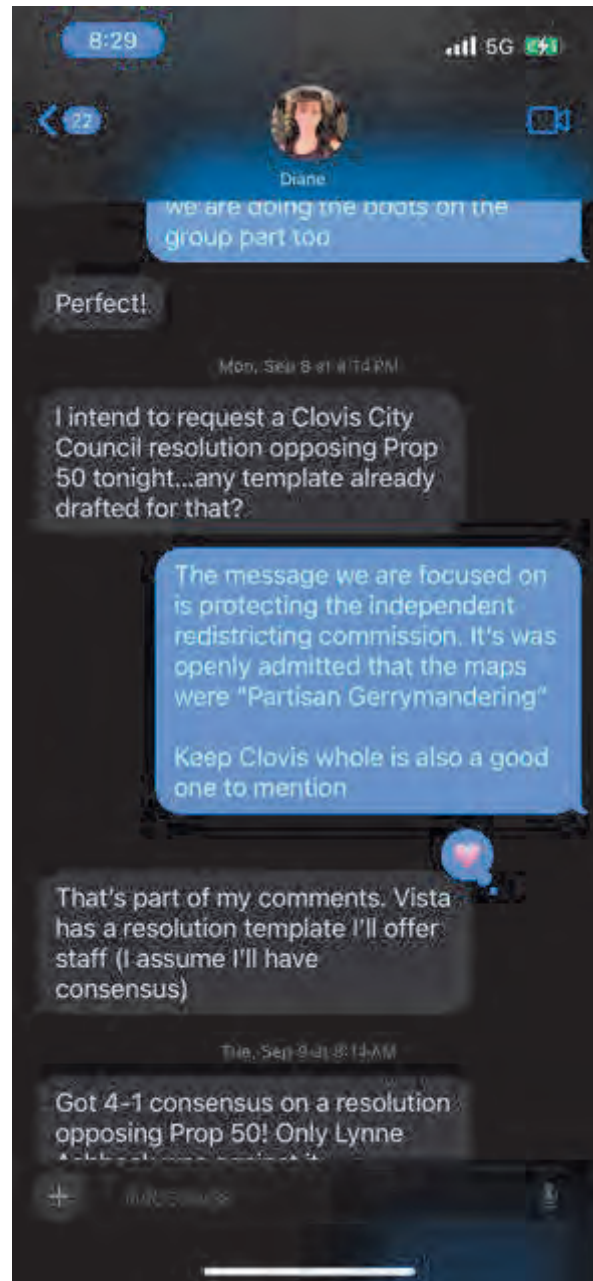 8:29
5G
22
Diane
we are doing the boots on the
group part too
Perfect!
Mon, Sep 8 at 4:14 PM
I intend to request a Clovis City
Council resolution opposing Prop
50 tonight...any template already
drafted for that?
The message we are focused on
is protecting the independent
redistricting commission. It's was
openly admitted that the maps
were "Partisan Gerrymandering"
Keep Clovis whole is also a good
one to mention
That's part of my comments. Vista
has a resolution template I'll offer
staff (I assume I'll have
consensus)
Tue, Sep 9 at 8:14 AM
Got 4-1 consensus on a resolution
opposing Prop 50! Only Lynne